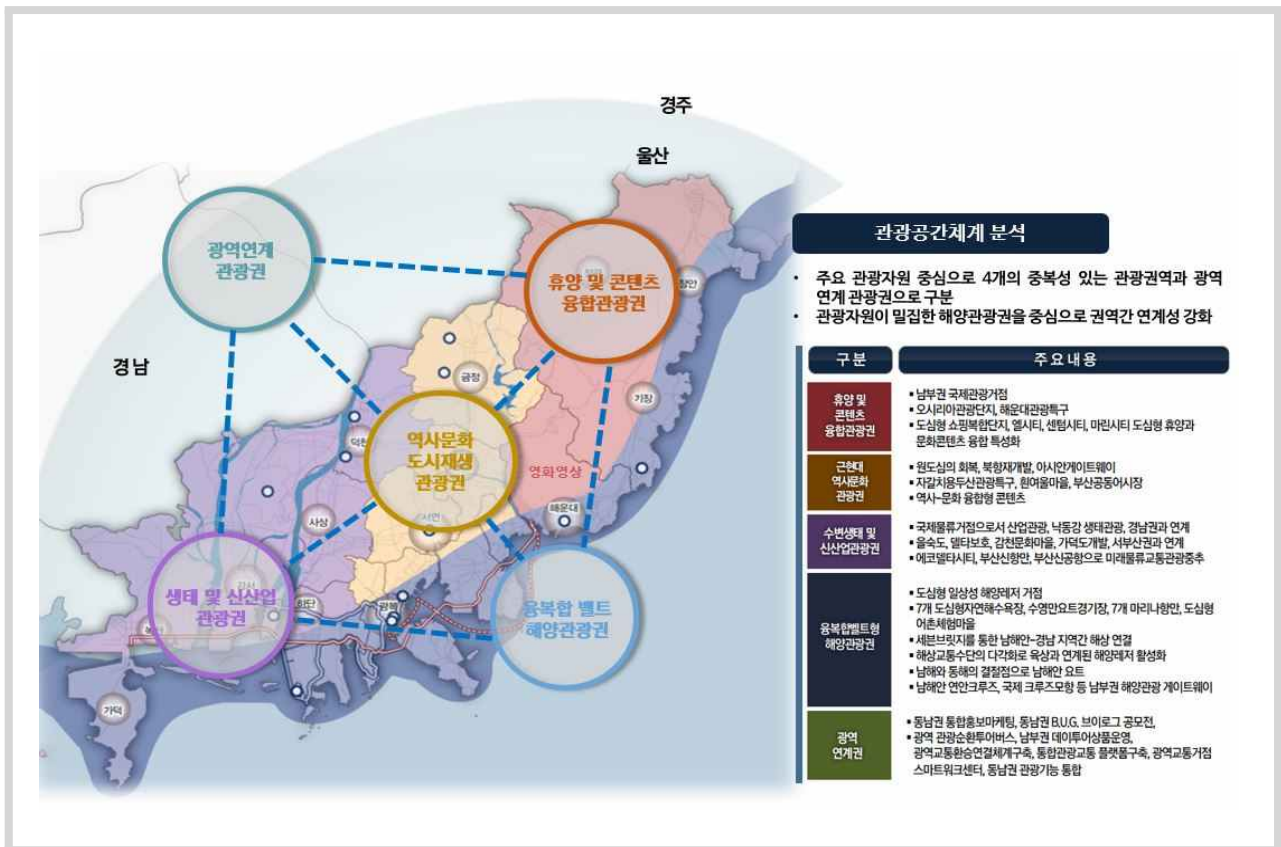 경주
울산
경남
광역연계
관광권
휴양 및 콘텐츠
융합관광권
역사문화
도시재생
관광권
생태 및 신산업
관광권
융복합 벨트
해양관광권
장안
기장
금정
덕천
영화영상
서면
해운대
사상
하단
광복
가덕
관광공간체계 분석
• 주요 관광자원 중심으로 4개의 중복성 있는 관광권역과 광역
연계 관광권으로 구분
• 관광자원이 밀집한 해양관광권을 중심으로 권역간 연계성 강화
구 분
주 요 내 용
휴양 및
콘텐츠
융합관광권
▪ 남부권 국제관광거점
▪ 오시리아관광단지, 해운대관광특구
▪ 도심형 쇼핑복합단지, 엘시티, 센텀시티, 마린시티 도심형 휴양과
문화콘텐츠 융합 특성화
근현대
역사문화
관광권
▪ 원도심의 회복, 북항재개발, 아시안게이트웨이
▪ 자갈치용두산관광특구, 흰여울마을, 부산공동어시장
▪ 역사-문화 융합형 콘텐츠
수변생태 및
신산업관광권
▪ 국제물류거점으로서 산업관광, 낙동강 생태관광, 경남권과 연계
▪ 을숙도, 델타보호, 감천문화마을, 가덕도개발, 서부산권과 연계
▪ 에코델타시티, 부산신항만, 부산신공항으로 미래물류교통관광중추
융복합벨트형
해양관광권
▪ 도심형 일상성 해양레저 거점
▪ 7개 도심형자연해수욕장, 수영만요트경기장, 7개 마리나항만, 도심형
어촌체험마을
▪ 세븐브릿지를 통한 남해안-경남 지역간 해상 연결
▪ 해상교통수단의 다각화로 육상과 연계된 해양레저 활성화
▪ 남해와 동해의 결절점으로 남해안 요트
▪ 남해안 연안크루즈, 국제 크루즈모항 등 남부권 해양관광 게이트웨이
광역
연계권
▪ 동남권 통합홍보마케팅, 동남권 B.U.G. 브이로그 공모전,
▪ 광역 관광순환투어버스, 남부권 데이투어상품운영,
광역교통환승연결체계구축, 통합관광교통 플랫폼구축, 광역교통거점
스마트워크센터, 동남권 관광기능 통합